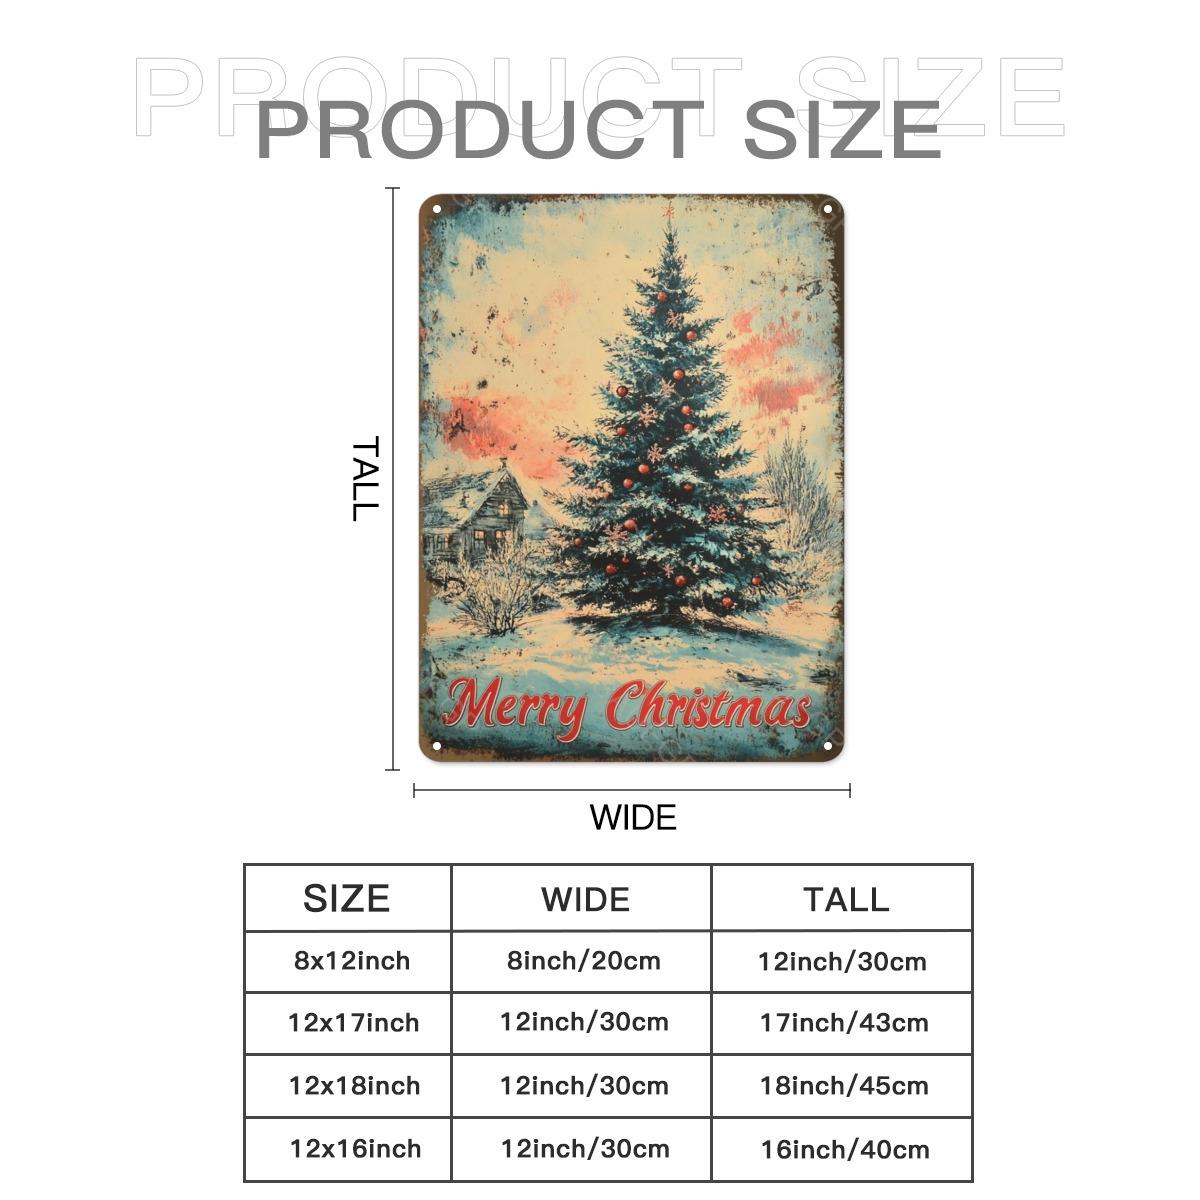 PRODUCT SIZE
PRODUCT SIZE
TALL
Merry Christmas
WIDE
SIZE WIDE TALL
8x12inch 8inch/20cm 12inch/30cm
12x17inch 12inch/30cm 17inch/43cm
12x18inch 12inch/30cm 18inch/45cm
12x16inch 12inch/30cm 16inch/40cm